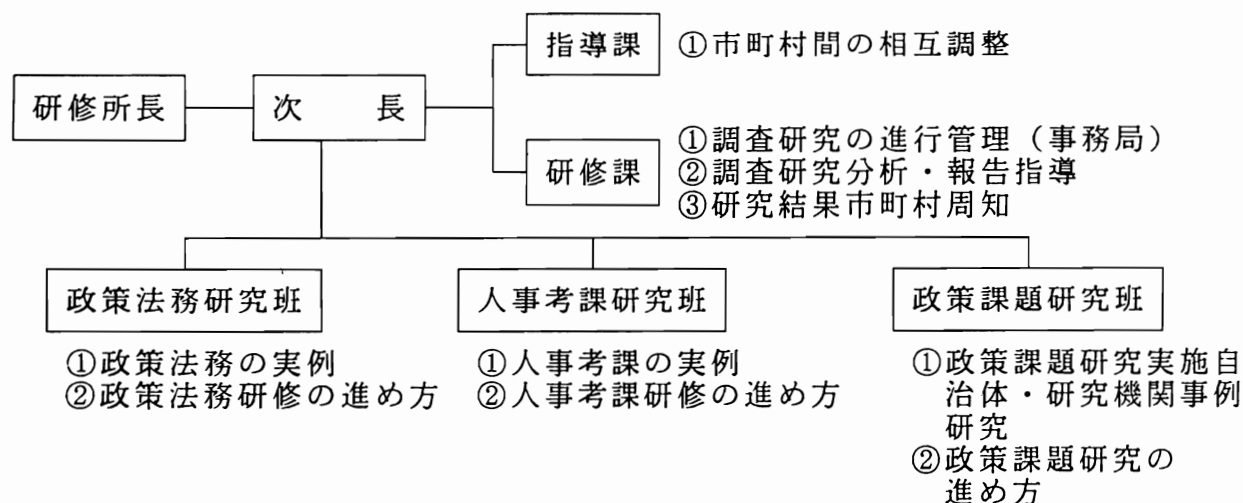 指導課
①市町村間の相互調整
研修所長
次 長
研修課
①調査研究の進行管理（事務局）
②調査研究分析・報告指導
③研究結果市町村周知
政策法務研究班
①政策法務の実例
②政策法務研修の進め方
人事考課研究班
①人事考課の実例
②人事考課研修の進め方
政策課題研究班
①政策課題研究実施自
治体・研究機関事例
研究
②政策課題研究の
進め方